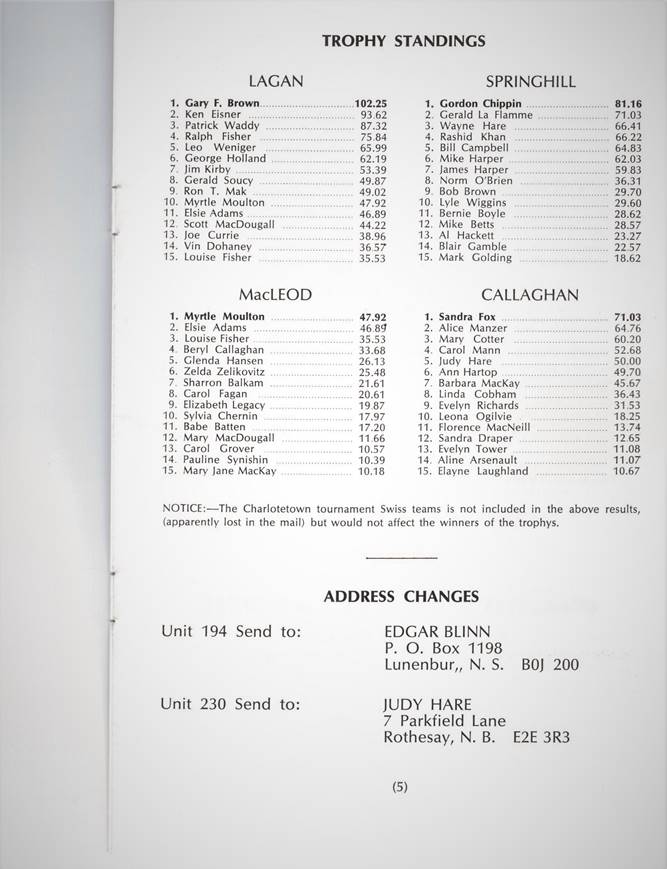 TROPHY STANDINGS
LAGAN
1. Gary F. Brown 102.25
2. Ken Eisner 93.62
3. Patrick Waddy 87.32
4. Ralph Fisher 75.84
5. Leo Weniger 65.99
6. George Holland 62.19
7. Jim Kirby 53.39
8. Gerald Soucy 49.87
9. Ron T. Mak 49.02
10. Myrtle Moulton 47.92
11. Elsie Adams 46.89
12. Scott MacDougall 44.22
13. Joe Currie 38.96
14. Vin Dohaney 36.57
15. Louise Fisher 35.53
SPRINGHILL
1. Gordon Chippin 81.16
2. Gerald La Flamme 71.03
3. Wayne Hare 66.41
4. Rashid Khan 66.22
5. Bill Campbell 64.83
6. Mike Harper 62.03
7. James Harper 59.83
8. Norm O'Brien 36.31
9. Bob Brown 29.70
10. Lyle Wiggins 29.60
11. Bernie Boyle 28.62
12. Mike Betts 28.57
13. Al Hackett 23.27
14. Blair Gamble 22.57
15. Mark Golding 18.62
MacLEOD
1. Myrtle Moulton 47.92
2. Elsie Adams 46.89
3. Louise Fisher 35.53
4. Beryl Callaghan 33.68
5. Glenda Hansen 26.13
6. Zelda Zelikovitz 25.48
7. Sharron Balkam 21.61
8. Carol Fagan 20.61
9. Elizabeth Legacy 19.87
10. Sylvia Chernin 17.97
11. Babe Batten 17.20
12. Mary MacDougall 11.66
13. Carol Grover 10.57
14. Pauline Synishin 10.39
15. Mary Jane MacKay 10.18
CALLAGHAN
1. Sandra Fox 71.03
2. Alice Manzer 64.76
3. Mary Cotter 60.20
4. Carol Mann 52.68
5. Judy Hare 50.00
6. Ann Hartop 49.70
7. Barbara MacKay 45.67
8. Linda Cobham 36.43
9. Evelyn Richards 31.53
10. Leona Ogilvie 18.25
11. Florence MacNeill 13.74
12. Sandra Draper 12.65
13. Evelyn Tower 11.08
14. Aline Arsenault 11.07
15. Elayne Laughland 10.67
NOTICE:—The Charlotetown tournament Swiss teams is not included in the above results,
(apparently lost in the mail) but would not affect the winners of the trophys.
ADDRESS CHANGES
Unit 194 Send to: EDGAR BLINN
P. O. Box 1198
Lunenbur,, N. S. B0J 200
Unit 230 Send to: JUDY HARE
7 Parkfield Lane
Rothesay, N. B. E2E 3R3
(5)